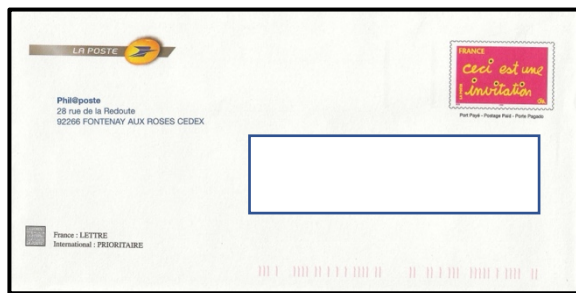 LA POSTE
Phil@poste
28 rue de la Redoute
92266 FONTENAY AUX ROSES CEDEX
FRANCE
ceci est une
invitation
Port Payé - Postage Paid - Porte Pagado
France : LETTRE
International : PRIORITAIRE